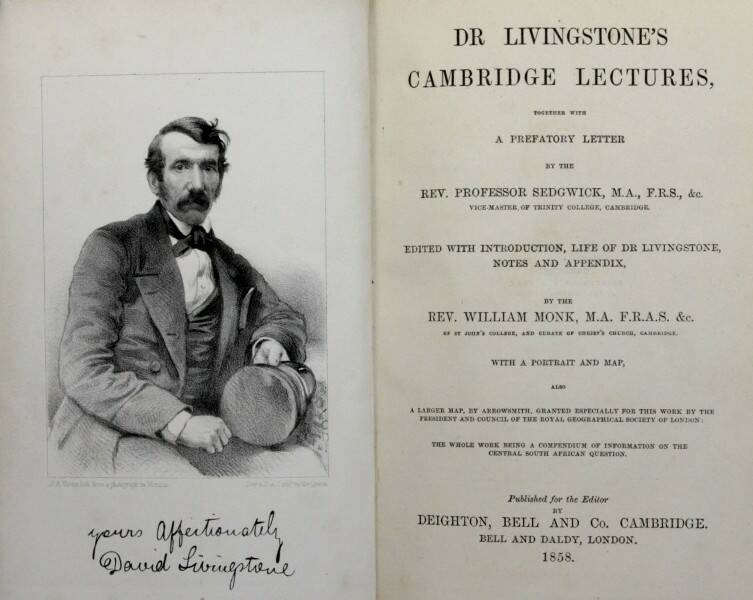 yours Affectionately
David Livingstone
DR LIVINGSTONE'S
CAMBRIDGE LECTURES,
TOGETHER WITH
A PREFATORY LETTER
BY THE
REV. PROFESSOR SEDGWICK, M.A., F.R.S., &c.
VICE-MASTER OF TRINITY COLLEGE, CAMBRIDGE.
EDITED WITH INTRODUCTION, LIFE OF DR LIVINGSTONE,
NOTES AND APPENDIX,
BY THE
REV. WILLIAM MONK, M.A. F.R.A.S. &c.
OF ST JOHN'S COLLEGE, AND CURATE OF CHRIST'S CHURCH, CAMBRIDGE.
WITH A PORTRAIT AND MAP,
ALSO
A LARGER MAP, BY ARROWSMITH, GRANTED ESPECIALLY FOR THIS WORK BY THE
PRESIDENT AND COUNCIL OF THE ROYAL GEOGRAPHICAL SOCIETY OF LONDON:
THE WHOLE WORK BEING A COMPENDIUM OF INFORMATION ON THE
CENTRAL SOUTH AFRICAN QUESTION.
Published for the Editor
BY
DEIGHTON, BELL AND Co. CAMBRIDGE.
BELL AND DALDY, LONDON.
1858.